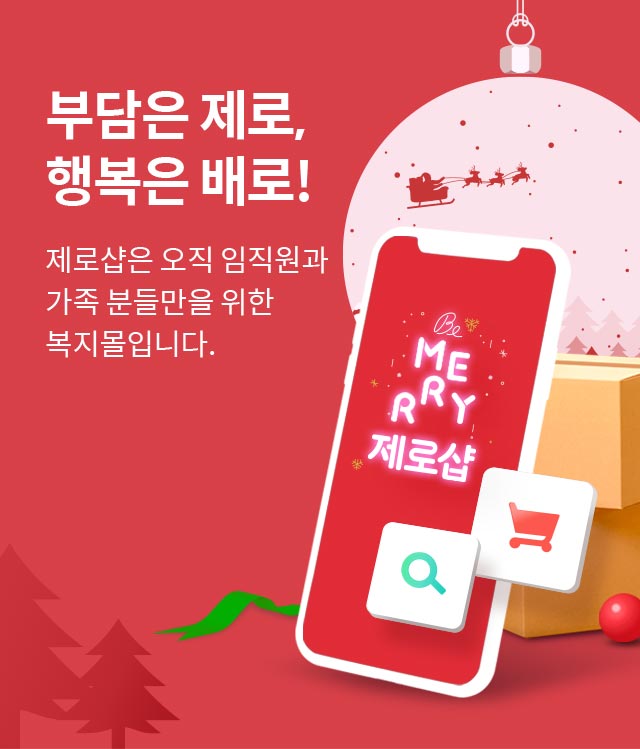 부담은 제로,
행복은 배로!
제로샵은 오직 임직원과
가족 분들만을 위한
복지몰입니다.
Be
MERRY
제로샵